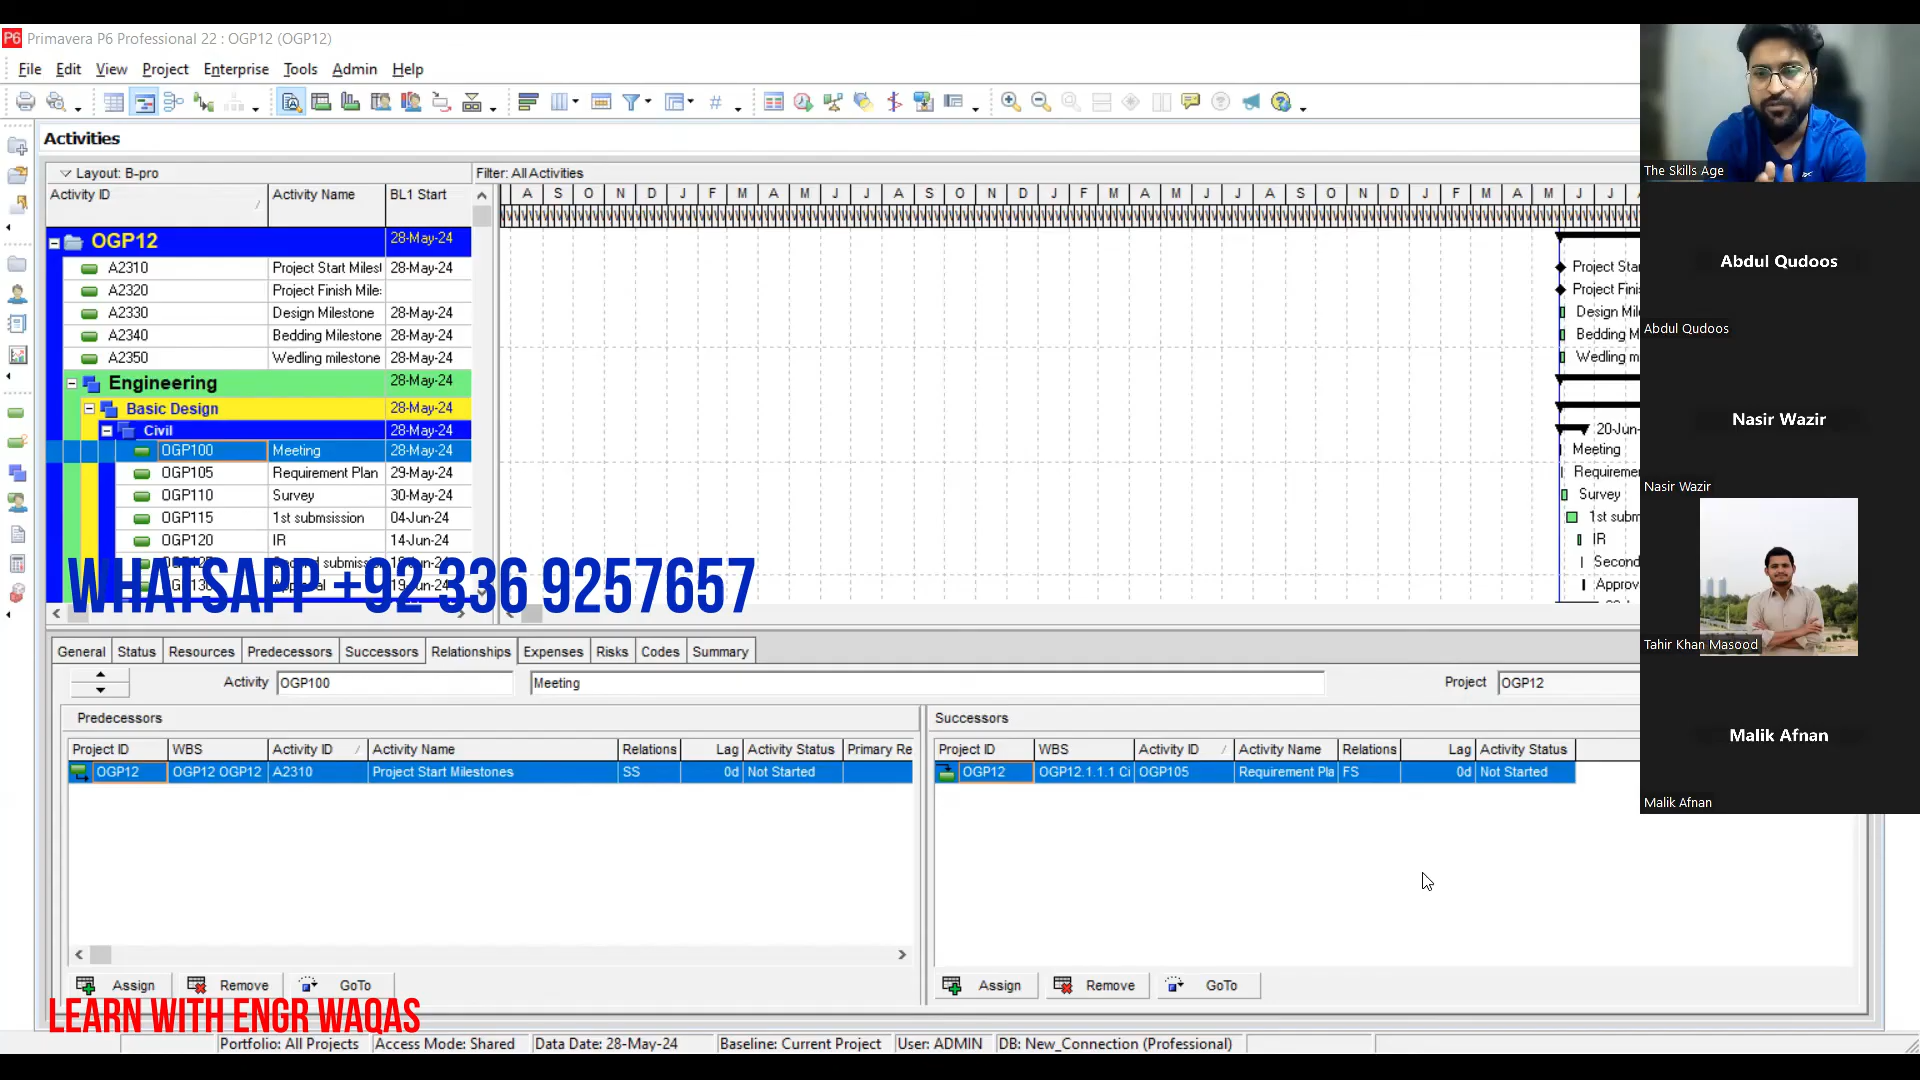 P6 Primavera P6 Professional 22 : OGP12 (OGP12)
File Edit View Project Enterprise Tools Admin Help
Activities
Layout: B-pro Filter: All Activities
Activity ID Activity Name BL1 Start
A S O N D J F M A M J J A S O N D J F M A M J J A S O N D J F M A M J J
OGP12 28-May-24
A2310 Project Start Miles 28-May-24 Project Star
A2320 Project Finish Mile: Project Fini
A2330 Design Milestone 28-May-24 Design Mil
A2340 Bedding Milestone 28-May-24 Bedding M
A2350 Wedling milestone 28-May-24 Wedling m
Engineering 28-May-24
Basic Design 28-May-24
Civil 28-May-24 20-Jun-
OGP100 Meeting 28-May-24 Meeting
OGP105 Requirement Plan 29-May-24 Requireme
OGP110 Survey 30-May-24 Survey
OGP115 1st submsission 04-Jun-24 1st subm
OGP120 IR 14-Jun-24 IR
Second
Approv
WHATSAPP +92 336 9257657
General Status Resources Predecessors Successors Relationships Expenses Risks Codes Summary
Activity OGP100 Meeting Project OGP12
Predecessors
Project ID WBS Activity ID Activity Name Relations Lag Activity Status Primary Re
OGP12 OGP12 OGP12 A2310 Project Start Milestones SS 0d Not Started
Successors
Project ID WBS Activity ID Activity Name Relations Lag Activity Status
OGP12 OGP12.1.1.1 Ci OGP105 Requirement Pla FS 0d Not Started
Assign Remove GoTo
Assign Remove GoTo
LEARN WITH ENGR WAQAS
Portfolio: All Projects Access Mode: Shared Data Date: 28-May-24 Baseline: Current Project User: ADMIN DB: New_Connection (Professional)
The Skills Age
Abdul Qudoos
Abdul Qudoos
Nasir Wazir
Nasir Wazir
Tahir Khan Masood
Malik Afnan
Malik Afnan